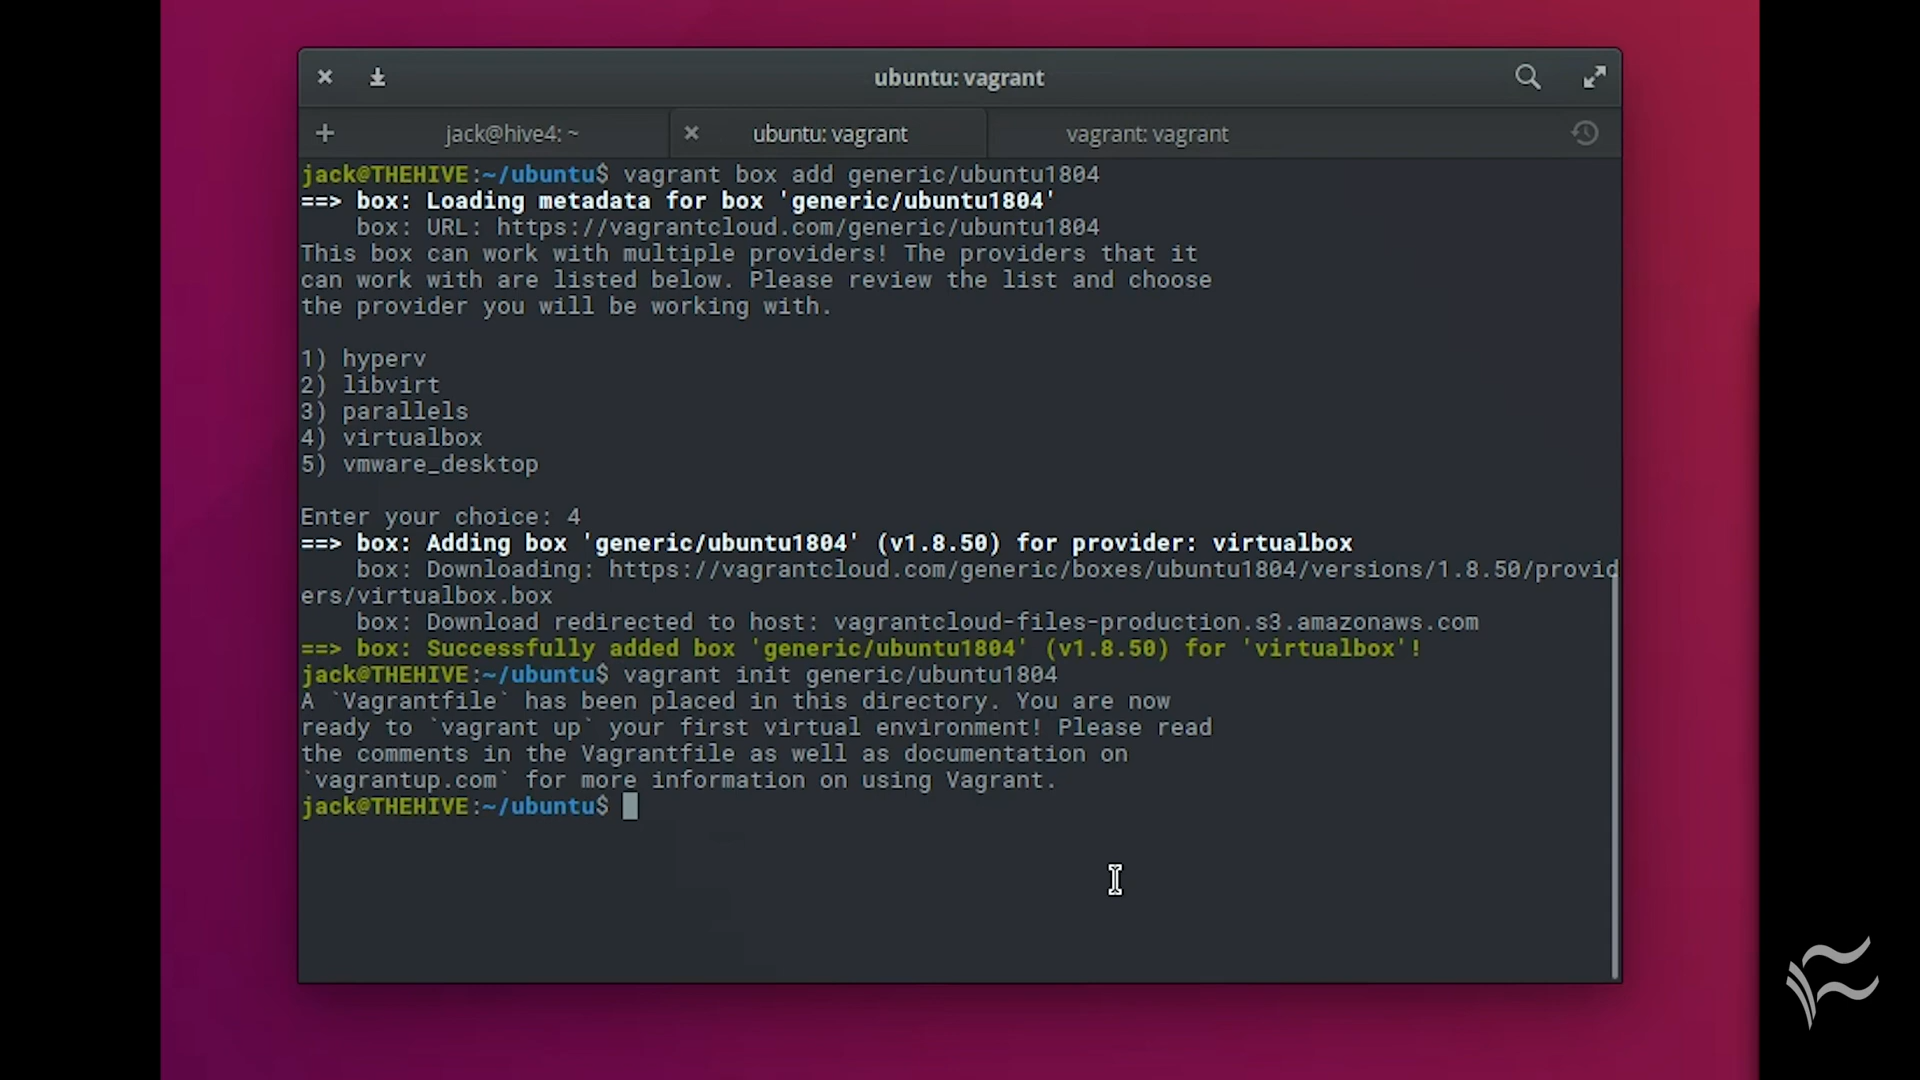 ubuntu: vagrant
jack@hive4: ~
ubuntu: vagrant
vagrant: vagrant
jack@THEHIVE:~/ubuntu$ vagrant box add generic/ubuntu1804
==> box: Loading metadata for box 'generic/ubuntu1804'
    box: URL: https://vagrantcloud.com/generic/ubuntu1804
This box can work with multiple providers! The providers that it
can work with are listed below. Please review the list and choose
the provider you will be working with.

1) hyperv
2) libvirt
3) parallels
4) virtualbox
5) vmware_desktop

Enter your choice: 4
==> box: Adding box 'generic/ubuntu1804' (v1.8.50) for provider: virtualbox
    box: Downloading: https://vagrantcloud.com/generic/boxes/ubuntu1804/versions/1.8.50/provid
ers/virtualbox.box
    box: Download redirected to host: vagrantcloud-files-production.s3.amazonaws.com
==> box: Successfully added box 'generic/ubuntu1804' (v1.8.50) for 'virtualbox'!
jack@THEHIVE:~/ubuntu$ vagrant init generic/ubuntu1804
A `Vagrantfile` has been placed in this directory. You are now
ready to `vagrant up` your first virtual environment! Please read
the comments in the Vagrantfile as well as documentation on
`vagrantup.com` for more information on using Vagrant.
jack@THEHIVE:~/ubuntu$